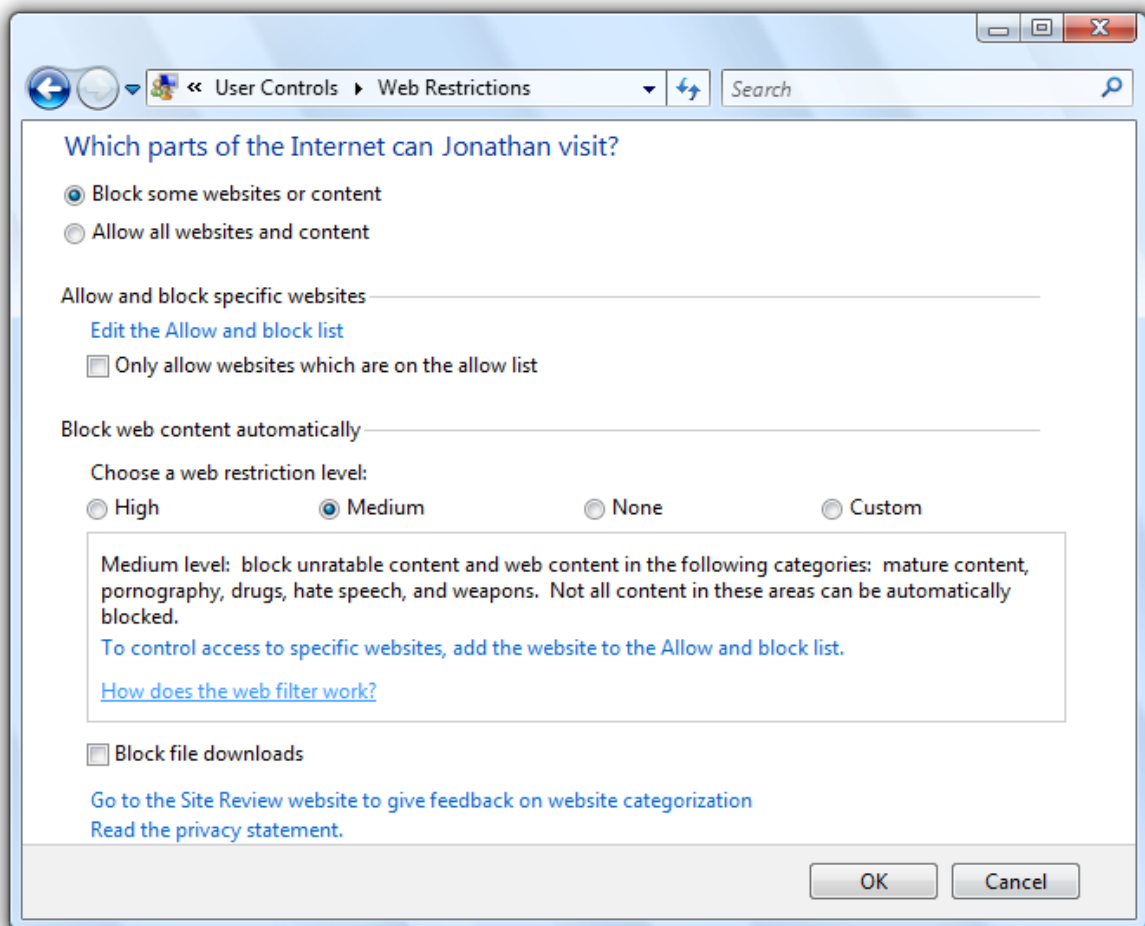 « User Controls ▸ Web Restrictions
Search
Which parts of the Internet can Jonathan visit?
Block some websites or content
Allow all websites and content
Allow and block specific websites
Edit the Allow and block list
Only allow websites which are on the allow list
Block web content automatically
Choose a web restriction level:
High Medium None Custom
Medium level:  block unratable content and web content in the following categories:  mature content,
pornography, drugs, hate speech, and weapons.  Not all content in these areas can be automatically
blocked.
To control access to specific websites, add the website to the Allow and block list.
How does the web filter work?
Block file downloads
Go to the Site Review website to give feedback on website categorization
Read the privacy statement.
OK Cancel